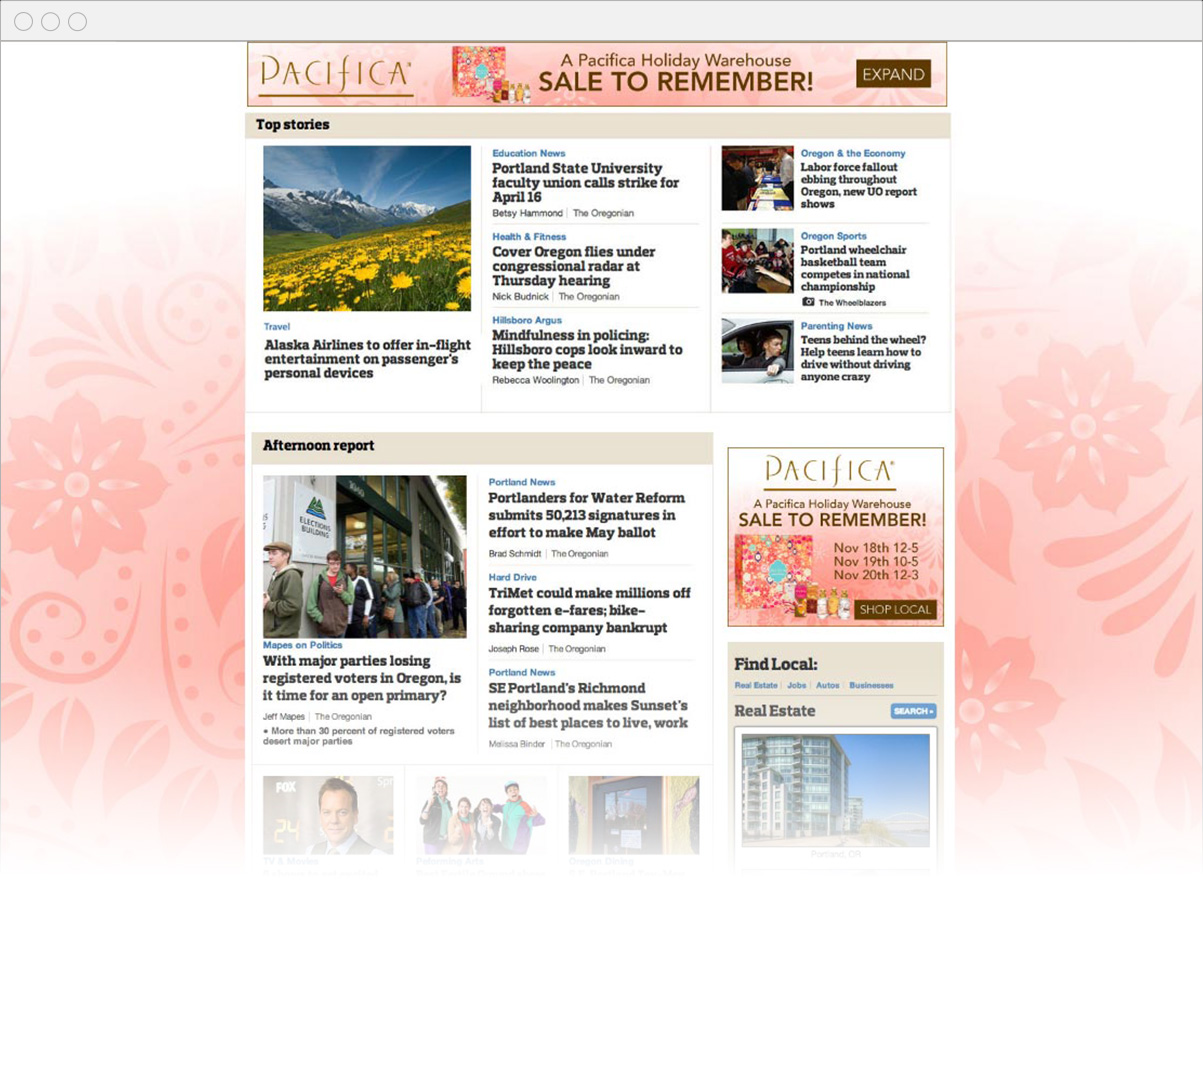 PACIFICA®
A Pacifica Holiday Warehouse
SALE TO REMEMBER!
EXPAND
Top stories
Travel
Alaska Airlines to offer in-flight
entertainment on passenger's
personal devices
Education News
Portland State University
faculty union calls strike for
April 16
Betsy Hammond | The Oregonian
Health & Fitness
Cover Oregon flies under
congressional radar at
Thursday hearing
Nick Budnick | The Oregonian
Hillsboro Argus
Mindfulness in policing:
Hillsboro cops look inward to
keep the peace
Rebecca Woolington | The Oregonian
Oregon & the Economy
Labor force fallout
ebbing throughout
Oregon, new UO report
shows
Oregon Sports
Portland wheelchair
basketball team
competes in national
championship
The Wheelblazers
Parenting News
Teens behind the wheel?
Help teens learn how to
drive without driving
anyone crazy
Afternoon report
ELECTIONS
BUILDING
Mapes on Politics
With major parties losing
registered voters in Oregon, is
it time for an open primary?
Jeff Mapes | The Oregonian
• More than 30 percent of registered voters
desert major parties
Portland News
Portlanders for Water Reform
submits 50,213 signatures in
effort to make May ballot
Brad Schmidt | The Oregonian
Hard Drive
TriMet could make millions off
forgotten e-fares; bike-
sharing company bankrupt
Joseph Rose | The Oregonian
Portland News
SE Portland's Richmond
neighborhood makes Sunset's
list of best places to live, work
Melissa Binder | The Oregonian
PACIFICA®
A Pacifica Holiday Warehouse
SALE TO REMEMBER!
Nov 18th 12-5
Nov 19th 10-5
Nov 20th 12-3
SHOP LOCAL
Find Local:
Real Estate | Jobs | Autos | Businesses
Real Estate
SEARCH »
Portland, OR
FOX
24
TV & Movies
Performing Arts
Oregon Dining